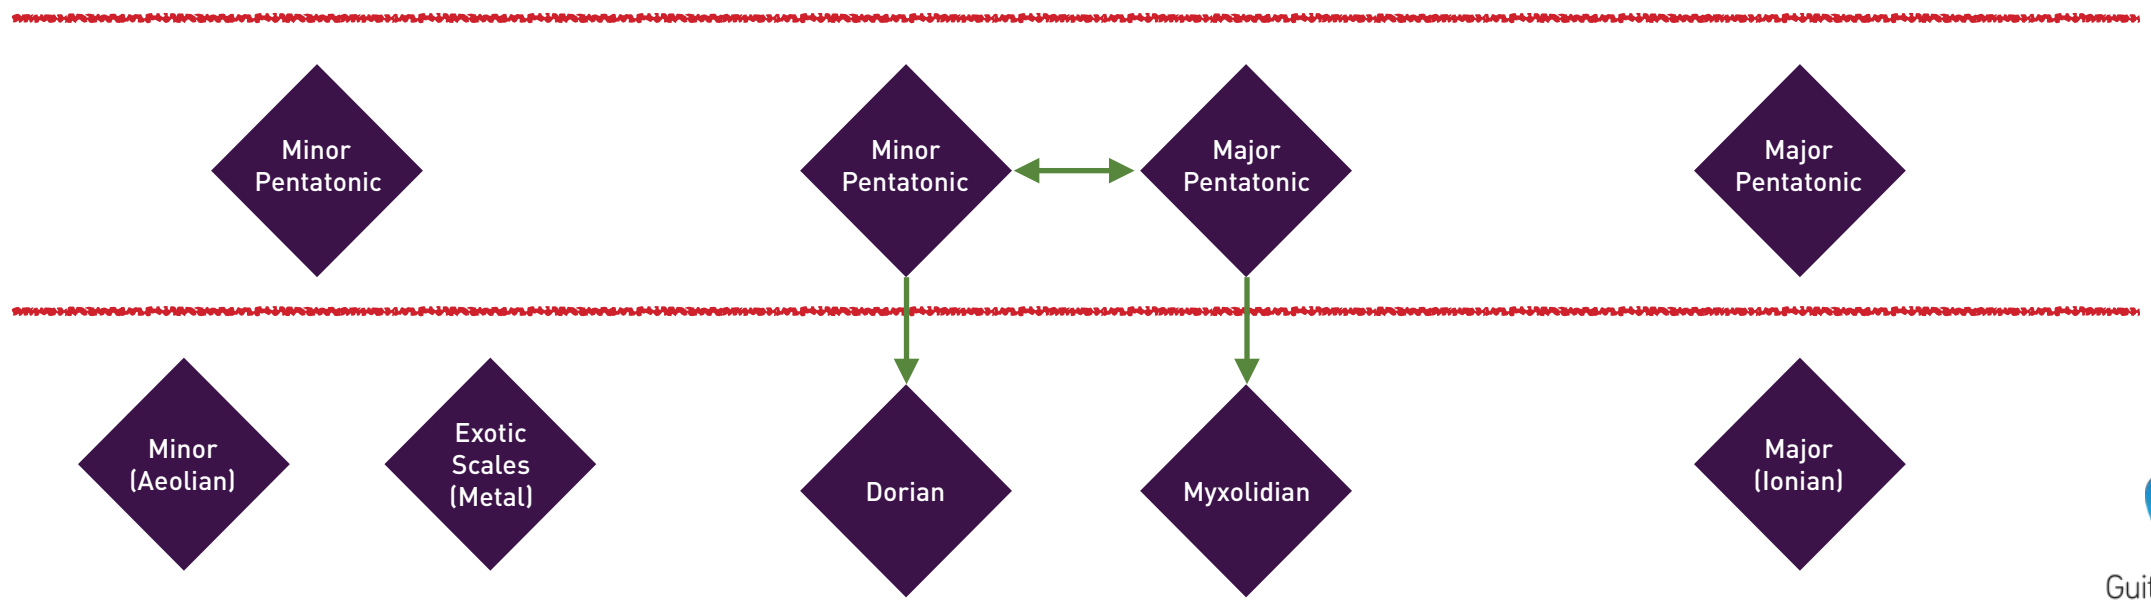 Minor
Pentatonic
Minor
Pentatonic
Major
Pentatonic
Major
Pentatonic
Minor
(Aeolian)
Exotic
Scales
(Metal)
Dorian
Myxolidian
Major
(Ionian)